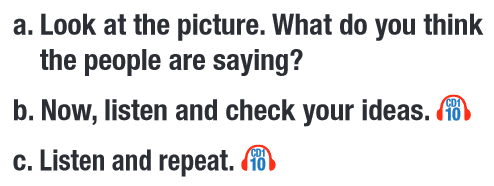 a. Look at the picture. What do you think
the people are saying?
b. Now, listen and check your ideas. CD1 10
c. Listen and repeat. CD1 10